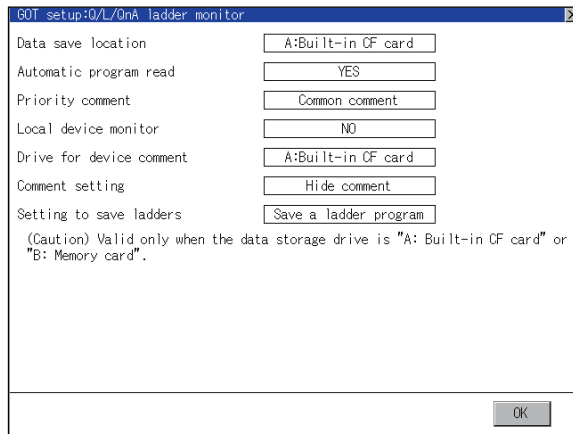 GOT setup:Q/L/QnA ladder monitor
Data save location A:Built-in CF card
Automatic program read YES
Priority comment Common comment
Local device monitor NO
Drive for device comment A:Built-in CF card
Comment setting Hide comment
Setting to save ladders Save a ladder program
(Caution) Valid only when the data storage drive is "A: Built-in CF card" or
"B: Memory card".
OK